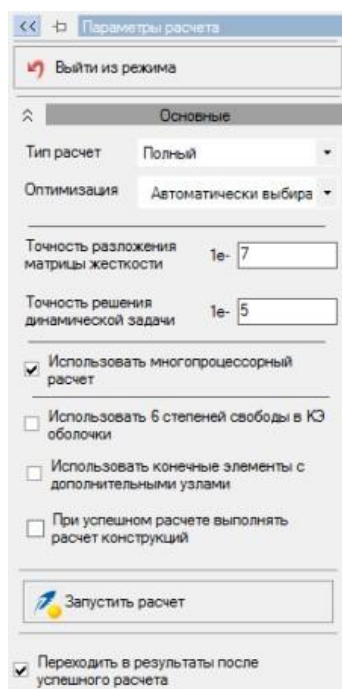 << Параметры расчета
Выйти из режима
Основные
Тип расчет Полный
Оптимизация Автоматически выбира
Точность разложения
матрицы жесткости 1e- 7
Точность решения
динамической задачи 1e- 5
Использовать многопроцессорный
расчет
Использовать 6 степеней свободы в КЭ
оболочки
Использовать конечные элементы с
дополнительными узлами
При успешном расчете выполнять
расчет конструкций
Запустить расчет
Переходить в результаты после
успешного расчета